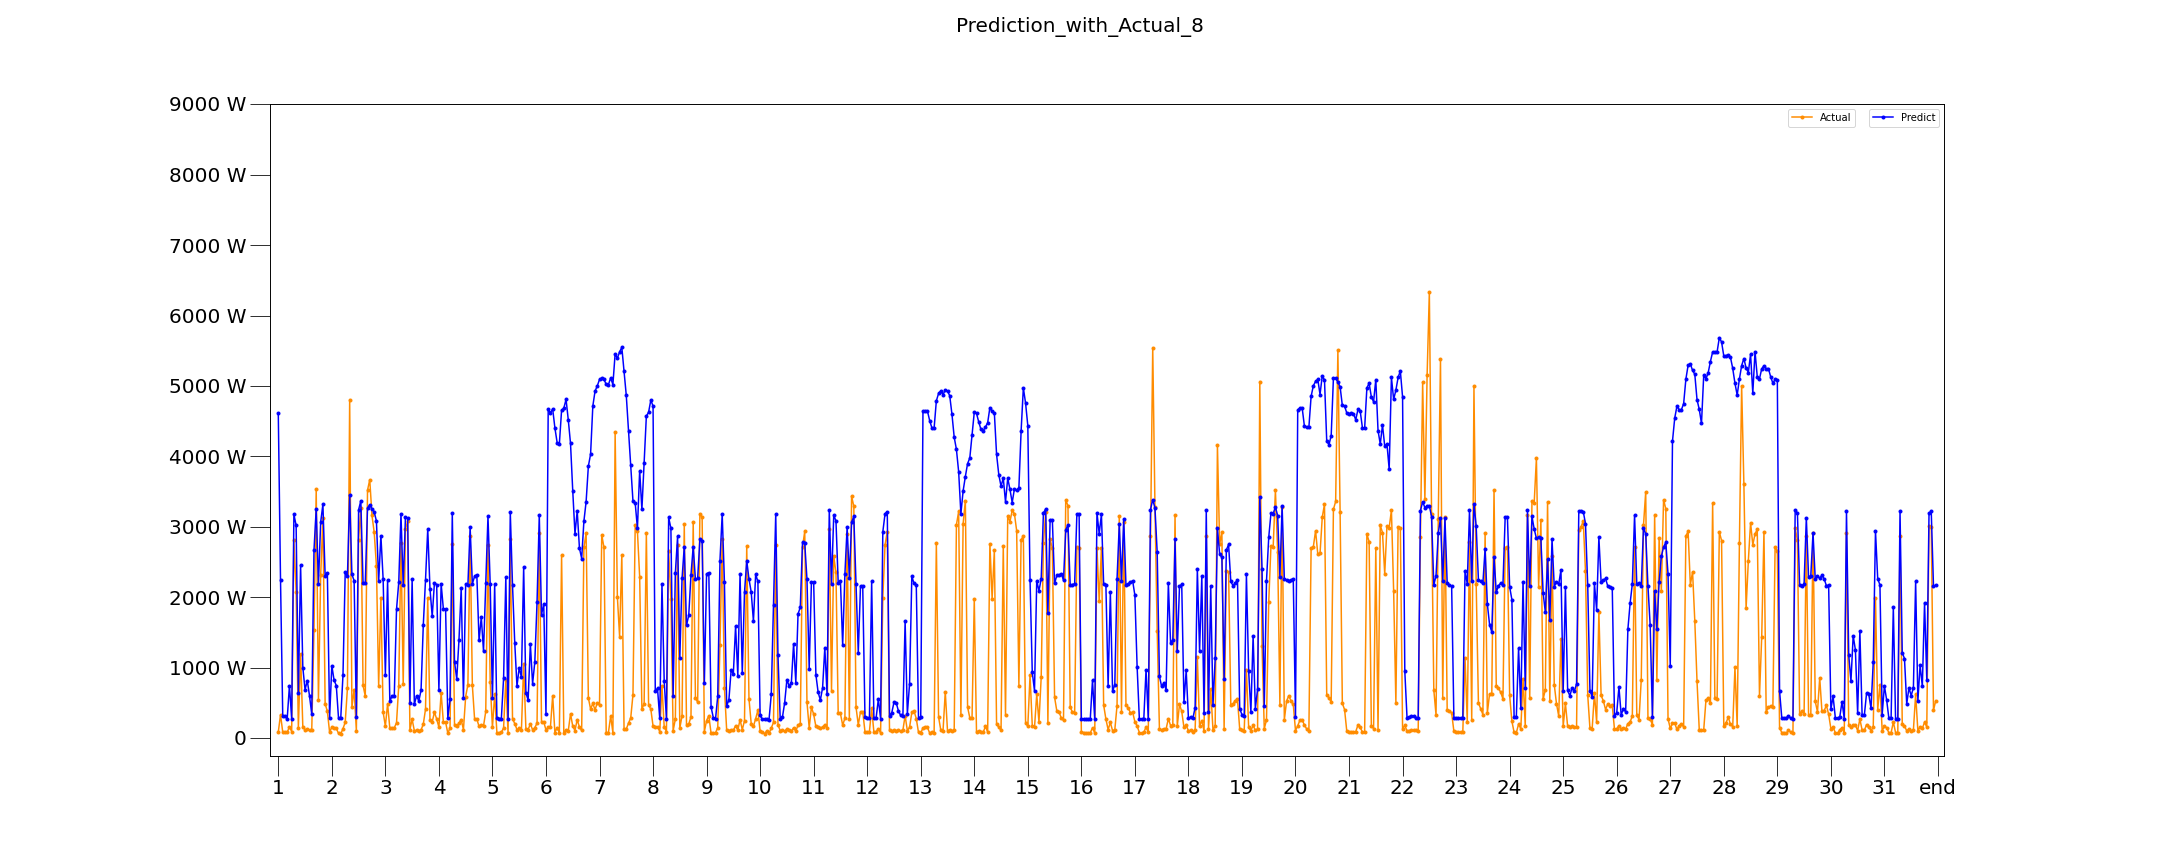 Prediction_with_Actual_8
Actual Predict
9000 W
8000 W
7000 W
6000 W
5000 W
4000 W
3000 W
2000 W
1000 W
0
1 2 3 4 5 6 7 8 9 10 11 12 13 14 15 16 17 18 19 20 21 22 23 24 25 26 27 28 29 30 31 end